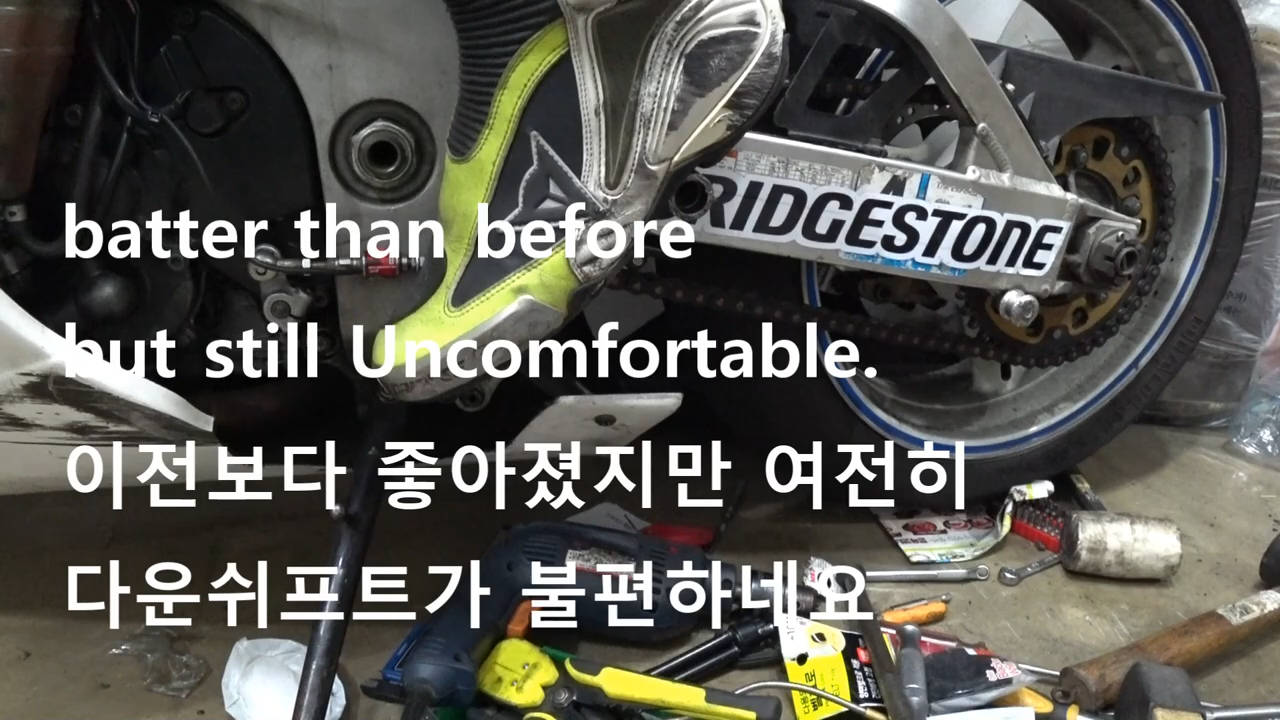 batter than before
but still Uncomfortable.
이전보다 좋아졌지만 여전히
다운쉬프트가 불편하네요
RIDGESTONE